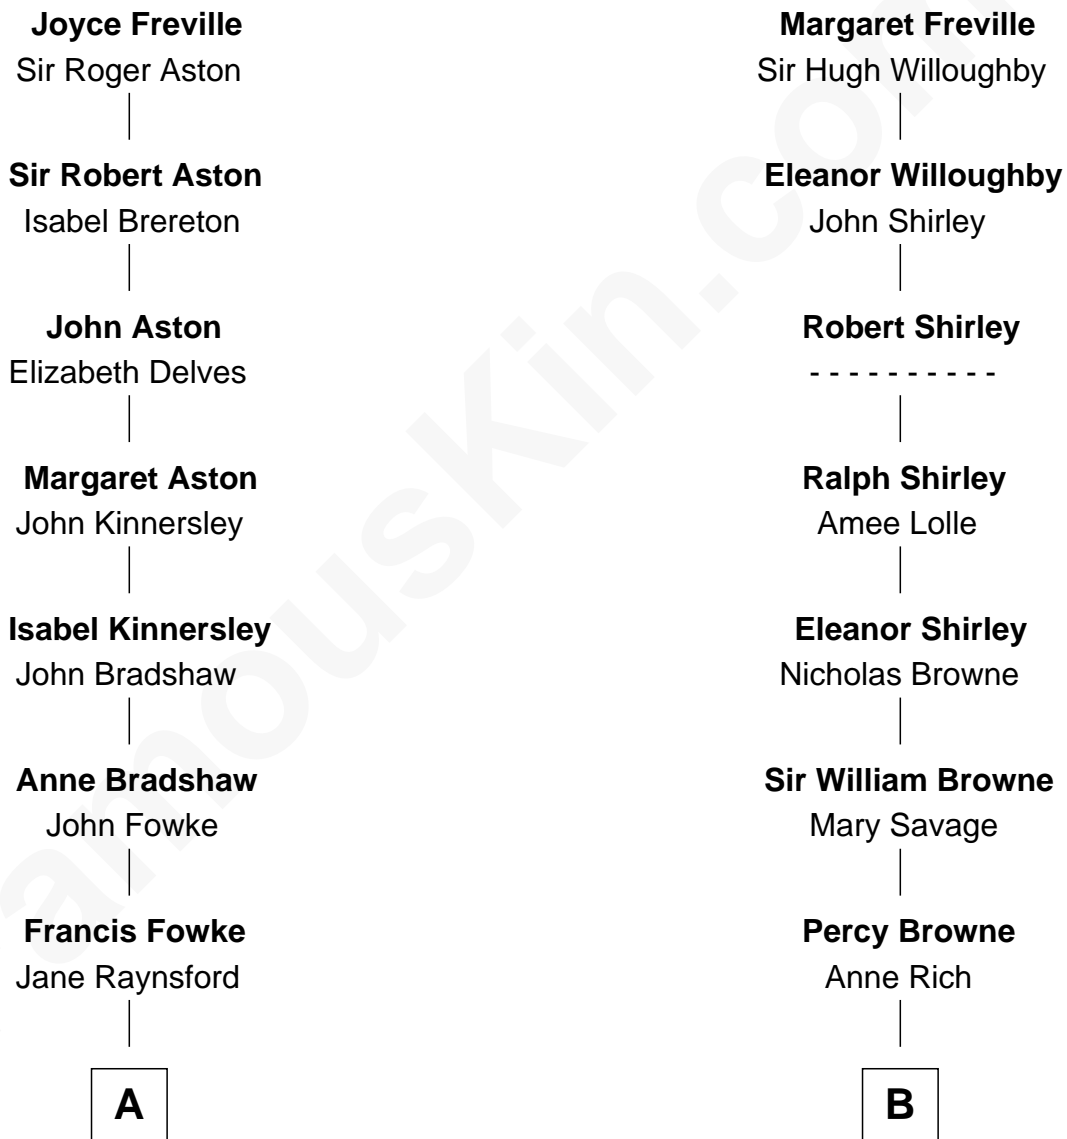 Joyce Freville
Sir Roger Aston
Sir Robert Aston
Isabel Brereton
John Aston
Elizabeth Delves
Margaret Aston
John Kinnersley
Isabel Kinnersley
John Bradshaw
Anne Bradshaw
John Fowke
Francis Fowke
Jane Raynsford
A
Margaret Freville
Sir Hugh Willoughby
Eleanor Willoughby
John Shirley
Robert Shirley
- - - - - - - - - -
Ralph Shirley
Amee Lolle
Eleanor Shirley
Nicholas Browne
Sir William Browne
Mary Savage
Percy Browne
Anne Rich
B
amouskin.com